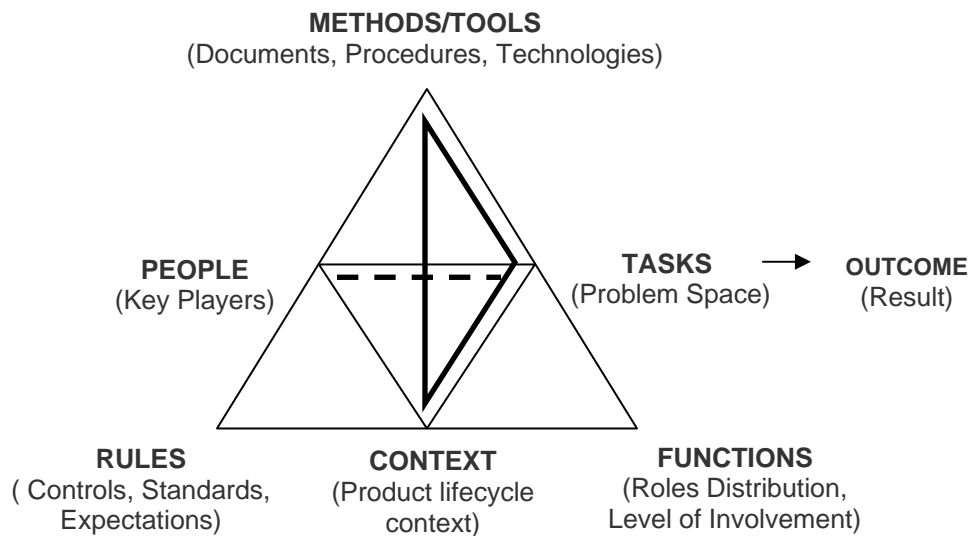 METHODS/TOOLS
(Documents, Procedures, Technologies)
PEOPLE
(Key Players)
TASKS
(Problem Space)
OUTCOME
(Result)
RULES
( Controls, Standards,
Expectations)
CONTEXT
(Product lifecycle
context)
FUNCTIONS
(Roles Distribution,
Level of Involvement)